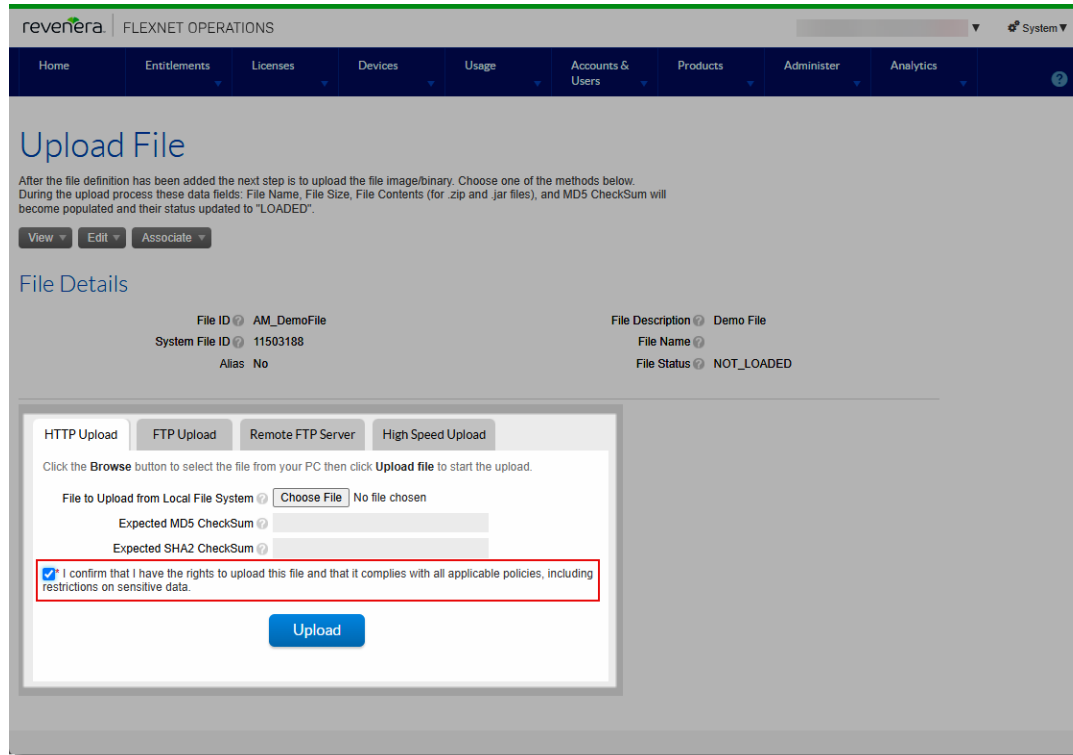 revenera. FLEXNET OPERATIONS
System
Home Entitlements Licenses Devices Usage Accounts & Users Products Administer Analytics
Upload File
After the file definition has been added the next step is to upload the file image/binary. Choose one of the methods below.
During the upload process these data fields: File Name, File Size, File Contents (for .zip and .jar files), and MD5 CheckSum will
become populated and their status updated to "LOADED".
View Edit Associate
File Details
File ID AM_DemoFile File Description Demo File
System File ID 11503188 File Name
Alias No File Status NOT_LOADED
HTTP Upload FTP Upload Remote FTP Server High Speed Upload
Click the Browse button to select the file from your PC then click Upload file to start the upload.
File to Upload from Local File System Choose File No file chosen
Expected MD5 CheckSum
Expected SHA2 CheckSum
* I confirm that I have the rights to upload this file and that it complies with all applicable policies, including
restrictions on sensitive data.
Upload